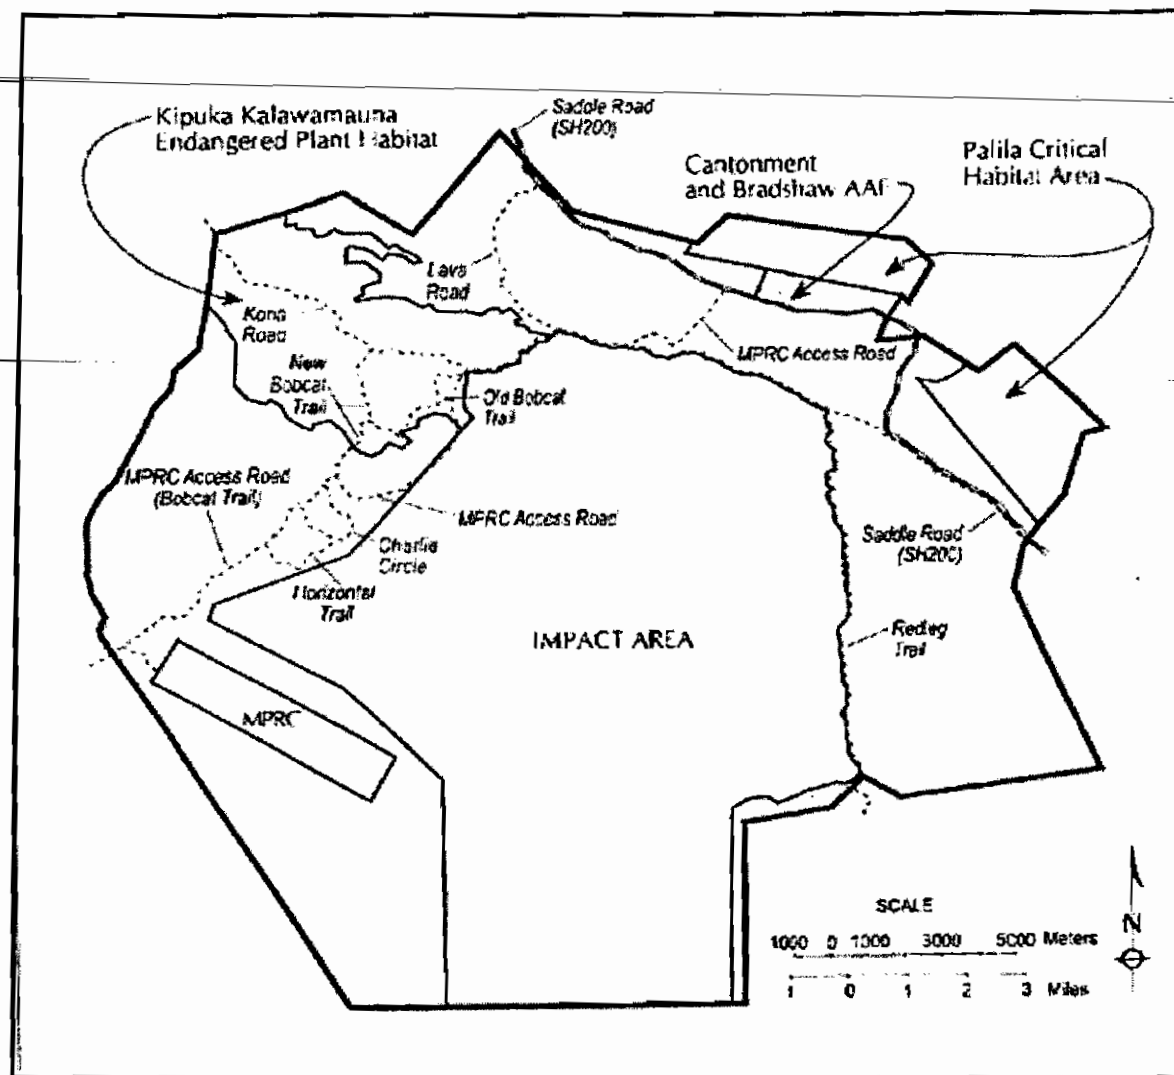 Kipuka Kalawamauna
Endangered Plant Habitat
Saddle Road
(SH200)
Cantonment
and Bradshaw AAF
Palila Critical
Habitat Area
Lava
Road
Kona
Road
New
Bobcat
Trail
Old Bobcat
Trail
MPRC Access Road
MPRC Access Road
(Bobcat Trail)
MPRC Access Road
Charlie
Circle
Horizontal
Trail
Saddle Road
(SH200)
IMPACT AREA
Redleg
Trail
MPRC
SCALE
1000 0 1000 3000 5000 Meters
1 0 1 2 3 Miles
N